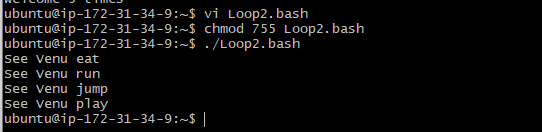 ubuntu@ip-172-31-34-9:~$ vi Loop2.bash
ubuntu@ip-172-31-34-9:~$ chmod 755 Loop2.bash
ubuntu@ip-172-31-34-9:~$ ./Loop2.bash
See Venu eat
See Venu run
See Venu jump
See Venu play
ubuntu@ip-172-31-34-9:~$